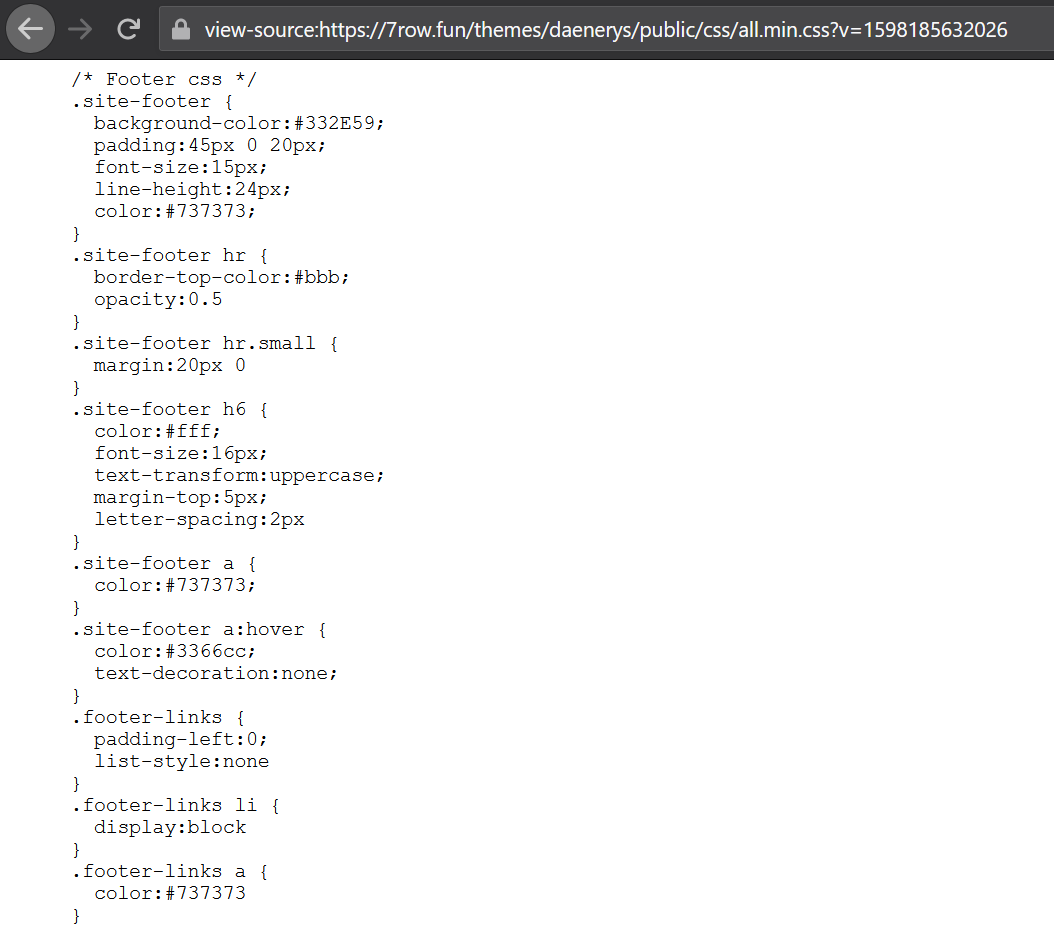 view-source:https://7row.fun/themes/daenerys/public/css/all.min.css?v=1598185632026
/* Footer css */
.site-footer {
  background-color:#332E59;
  padding:45px 0 20px;
  font-size:15px;
  line-height:24px;
  color:#737373;
}
.site-footer hr {
  border-top-color:#bbb;
  opacity:0.5
}
.site-footer hr.small {
  margin:20px 0
}
.site-footer h6 {
  color:#fff;
  font-size:16px;
  text-transform:uppercase;
  margin-top:5px;
  letter-spacing:2px
}
.site-footer a {
  color:#737373;
}
.site-footer a:hover {
  color:#3366cc;
  text-decoration:none;
}
.footer-links {
  padding-left:0;
  list-style:none
}
.footer-links li {
  display:block
}
.footer-links a {
  color:#737373
}